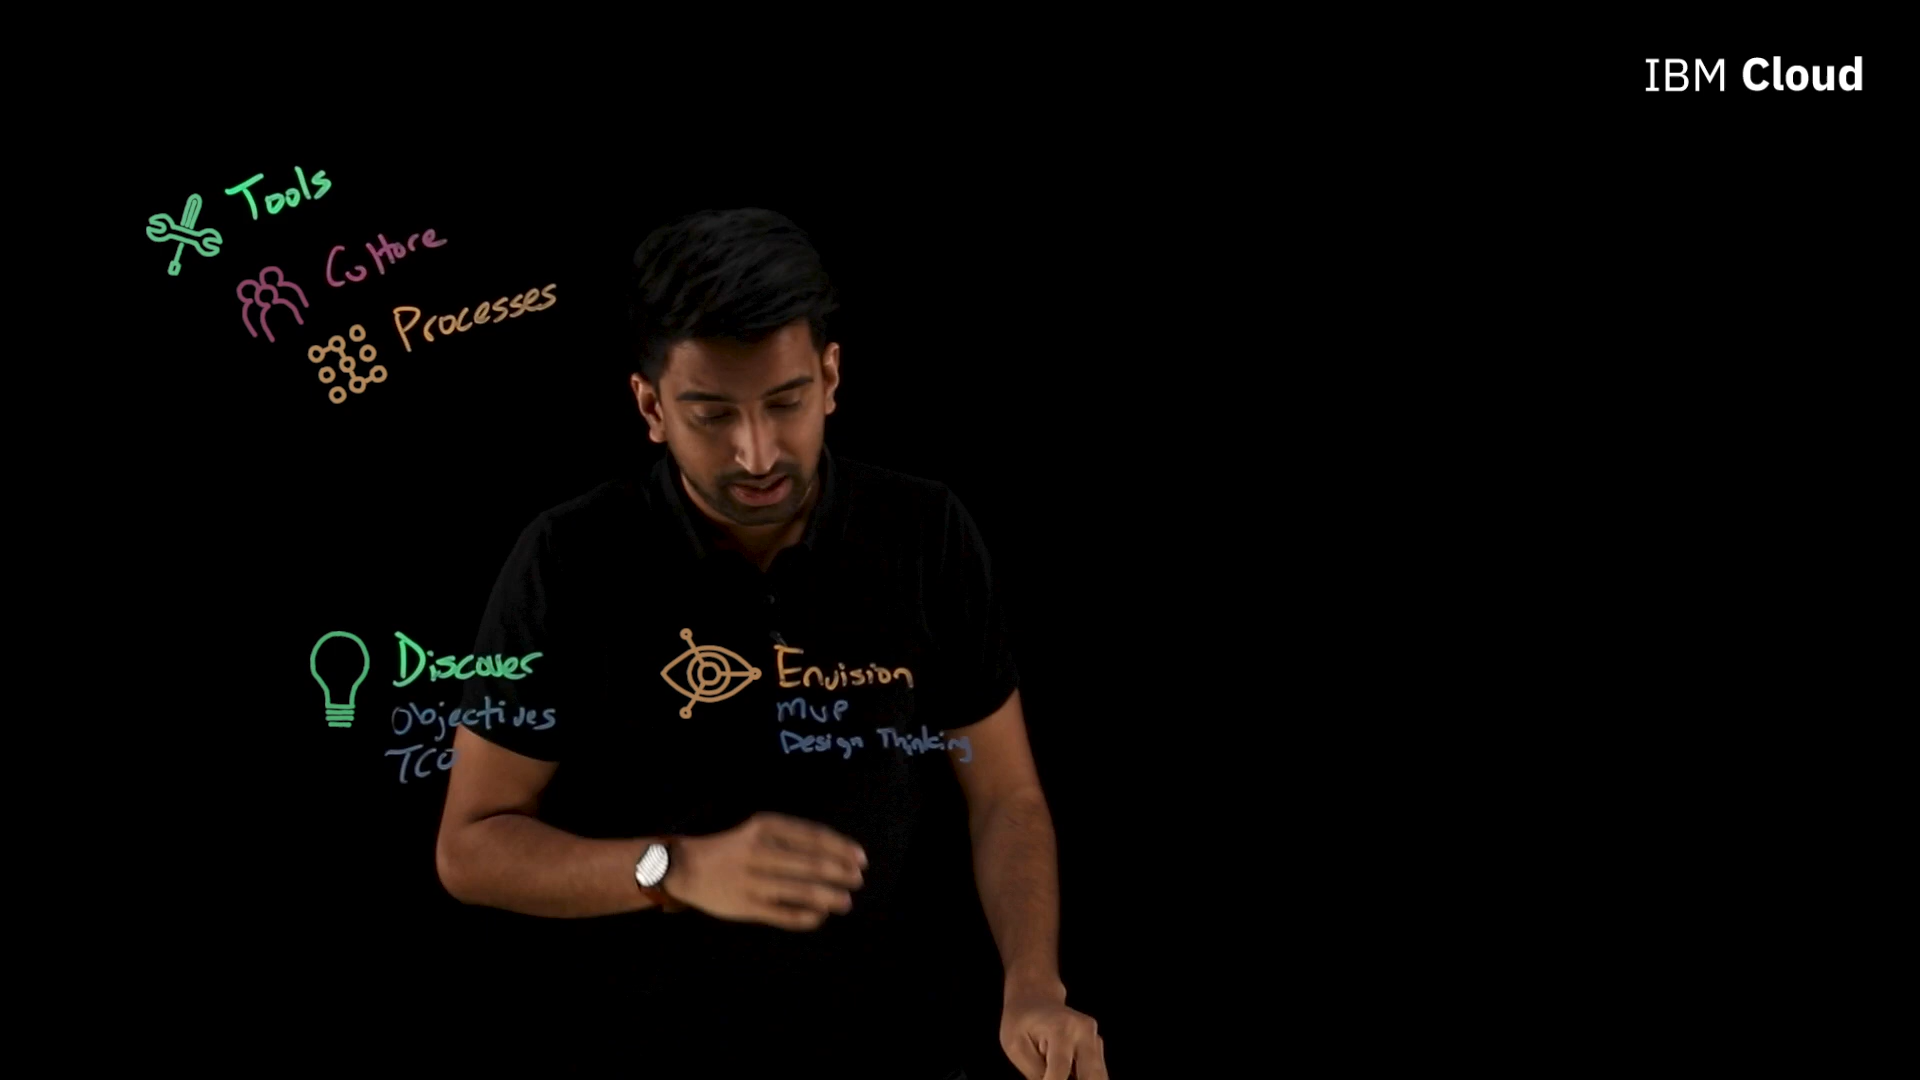 IBM Cloud
Tools
Culture
Processes
Discover
Objectives
TCO
Envision
MVP
Design Thinking